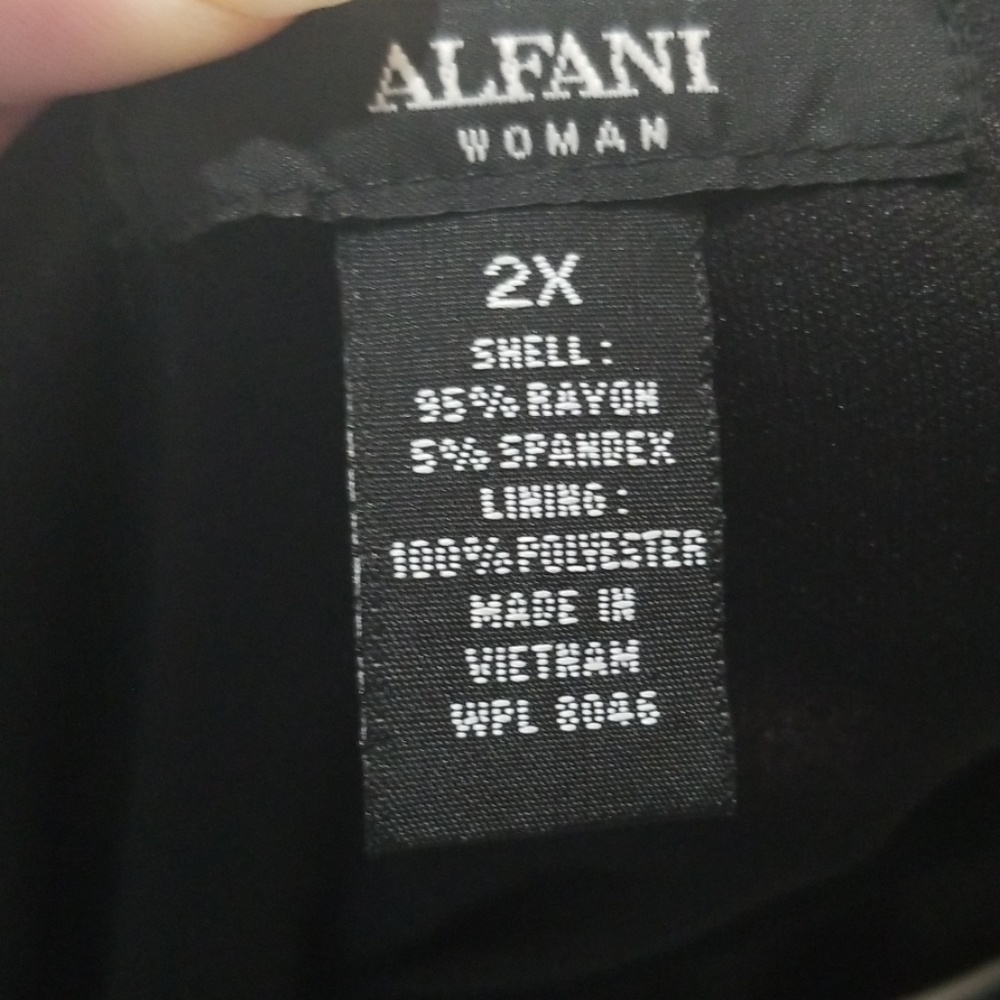 ALFANI
WOMAN
2X
SHELL:
95% RAYON
5% SPANDEX
LINING:
100% POLYESTER
MADE IN
VIETNAM
WPL 8046